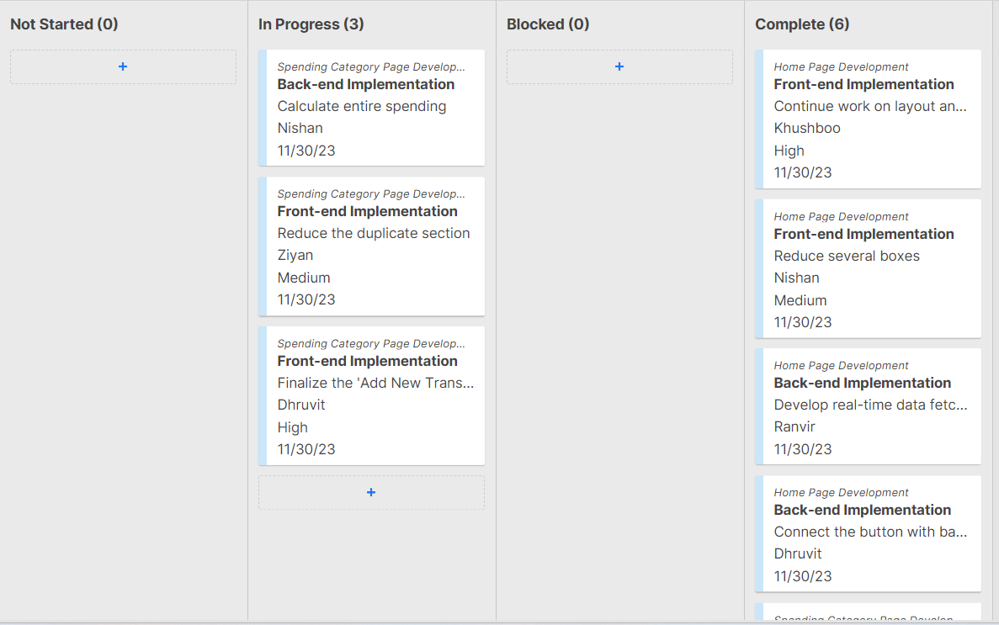 Not Started (0)
+
In Progress (3)
Spending Category Page Develop...
Back-end Implementation
Calculate entire spending
Nishan
11/30/23
Spending Category Page Develop...
Front-end Implementation
Reduce the duplicate section
Ziyan
Medium
11/30/23
Spending Category Page Develop...
Front-end Implementation
Finalize the 'Add New Trans...
Dhruvit
High
11/30/23
+
Blocked (0)
+
Complete (6)
Home Page Development
Front-end Implementation
Continue work on layout an...
Khushboo
High
11/30/23
Home Page Development
Front-end Implementation
Reduce several boxes
Nishan
Medium
11/30/23
Home Page Development
Back-end Implementation
Develop real-time data fetc...
Ranvir
11/30/23
Home Page Development
Back-end Implementation
Connect the button with ba...
Dhruvit
11/30/23
Spending Category Page Develop...